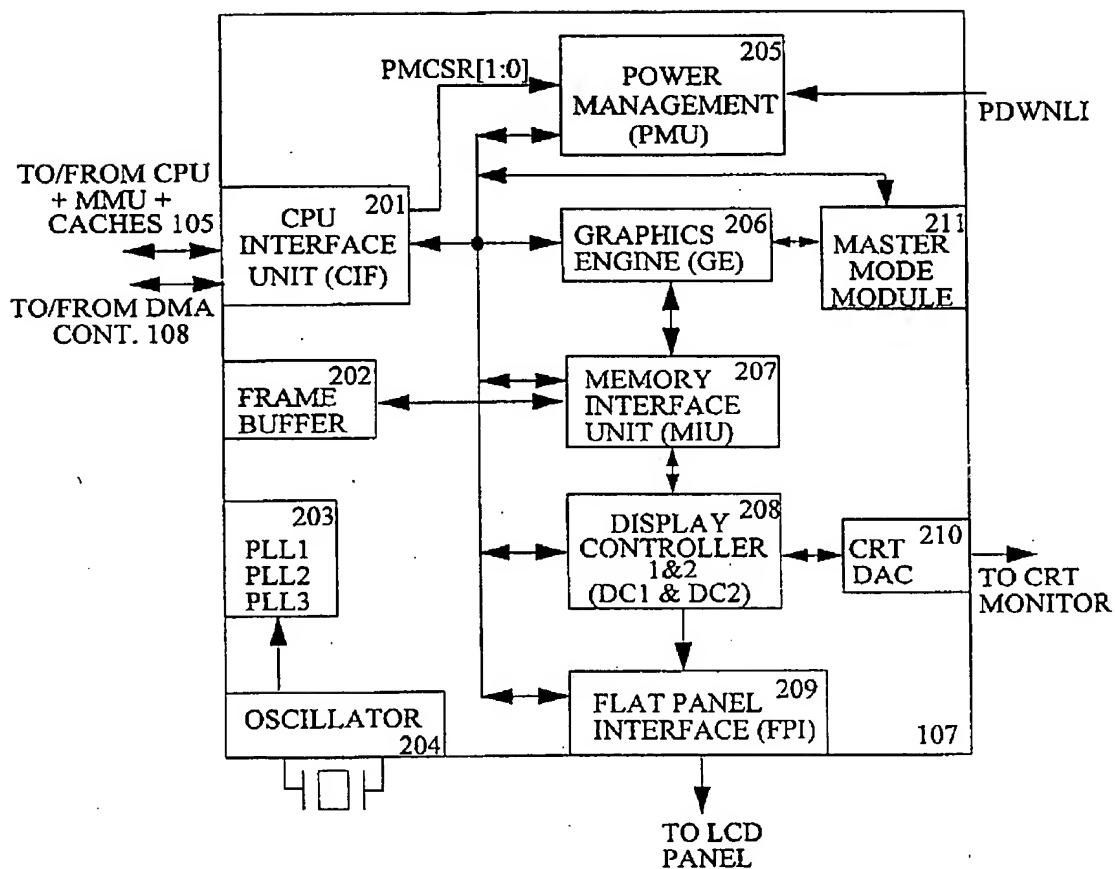 205
POWER
MANAGEMENT
(PMU)
PMCSR[1:0]
PDWNLI
TO/FROM CPU
+ MMU +
CACHES 105
201
CPU
INTERFACE
UNIT (CIF)
TO/FROM DMA
CONT. 108
206
GRAPHICS
ENGINE (GE)
211
MASTER
MODE
MODULE
202
FRAME
BUFFER
207
MEMORY
INTERFACE
UNIT (MIU)
203
PLL1
PLL2
PLL3
208
DISPLAY
CONTROLLER
1&2
(DC1 & DC2)
210
CRT
DAC
TO CRT
MONITOR
OSCILLATOR
204
209
FLAT PANEL
INTERFACE (FPI)
107
TO LCD
PANEL